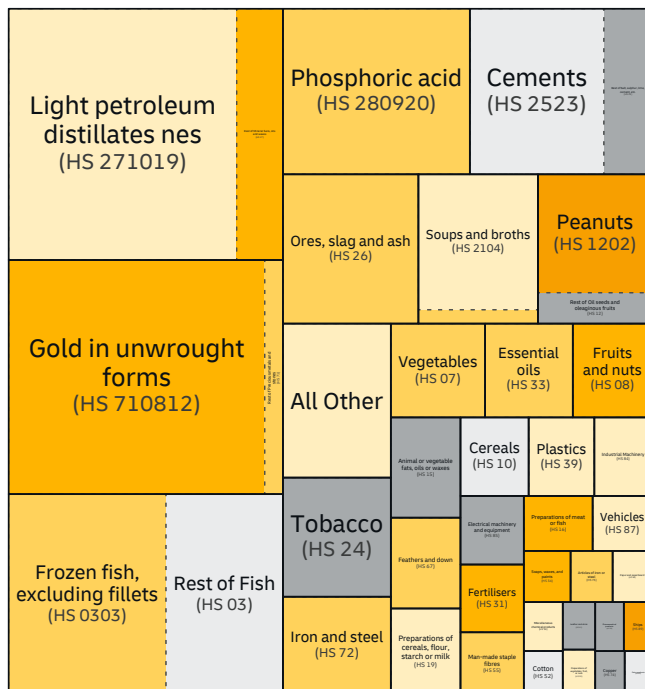 Light petroleum
distillates nes
(HS 271019)
Phosphoric acid
(HS 280920)
Cements
(HS 2523)
Ores, slag and ash
(HS 26)
Soups and broths
(HS 2104)
Peanuts
(HS 1202)
Rest of Oil seeds and
oleaginous fruits
(HS 12)
Gold in unwrought
forms
(HS 710812)
All Other
Vegetables
(HS 07)
Essential
oils
(HS 33)
Fruits
and nuts
(HS 08)
Animal or vegetable
fats, oils or waxes
(HS 15)
Cereals
(HS 10)
Plastics
(HS 39)
Industrial Machinery
(HS 84)
Tobacco
(HS 24)
Electrical machinery
and equipment
(HS 85)
Preparations of meat
or fish
(HS 16)
Vehicles
(HS 87)
Frozen fish,
excluding fillets
(HS 0303)
Rest of Fish
(HS 03)
Feathers and down
(HS 67)
Fertilisers
(HS 31)
Iron and steel
(HS 72)
Preparations of
cereals, flour,
starch or milk
(HS 19)
Man-made staple
fibres
(HS 55)
Articles of iron or
steel
Ships
Cotton
(HS 52)
Copper